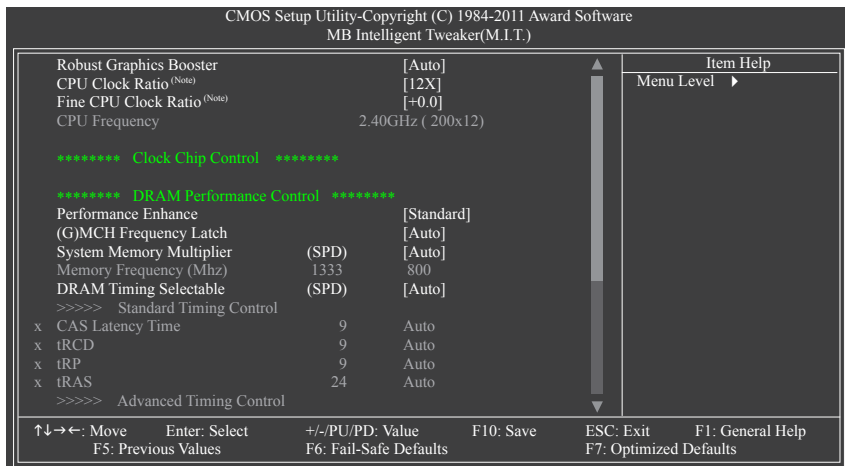 CMOS Setup Utility-Copyright (C) 1984-2011 Award Software
MB Intelligent Tweaker(M.I.T.)
Robust Graphics Booster [Auto]
CPU Clock Ratio (Note) [12X]
Fine CPU Clock Ratio (Note) [+0.0]
CPU Frequency 2.40GHz ( 200x12)
******** Clock Chip Control ********
******** DRAM Performance Control ********
Performance Enhance [Standard]
(G)MCH Frequency Latch [Auto]
System Memory Multiplier (SPD) [Auto]
Memory Frequency (Mhz) 1333 800
DRAM Timing Selectable (SPD) [Auto]
>>>>> Standard Timing Control
x CAS Latency Time 9 Auto
x tRCD 9 Auto
x tRP 9 Auto
x tRAS 24 Auto
>>>>> Advanced Timing Control
Item Help
Menu Level ▶
↑↓→←: Move Enter: Select +/-/PU/PD: Value F10: Save ESC: Exit F1: General Help
F5: Previous Values F6: Fail-Safe Defaults F7: Optimized Defaults